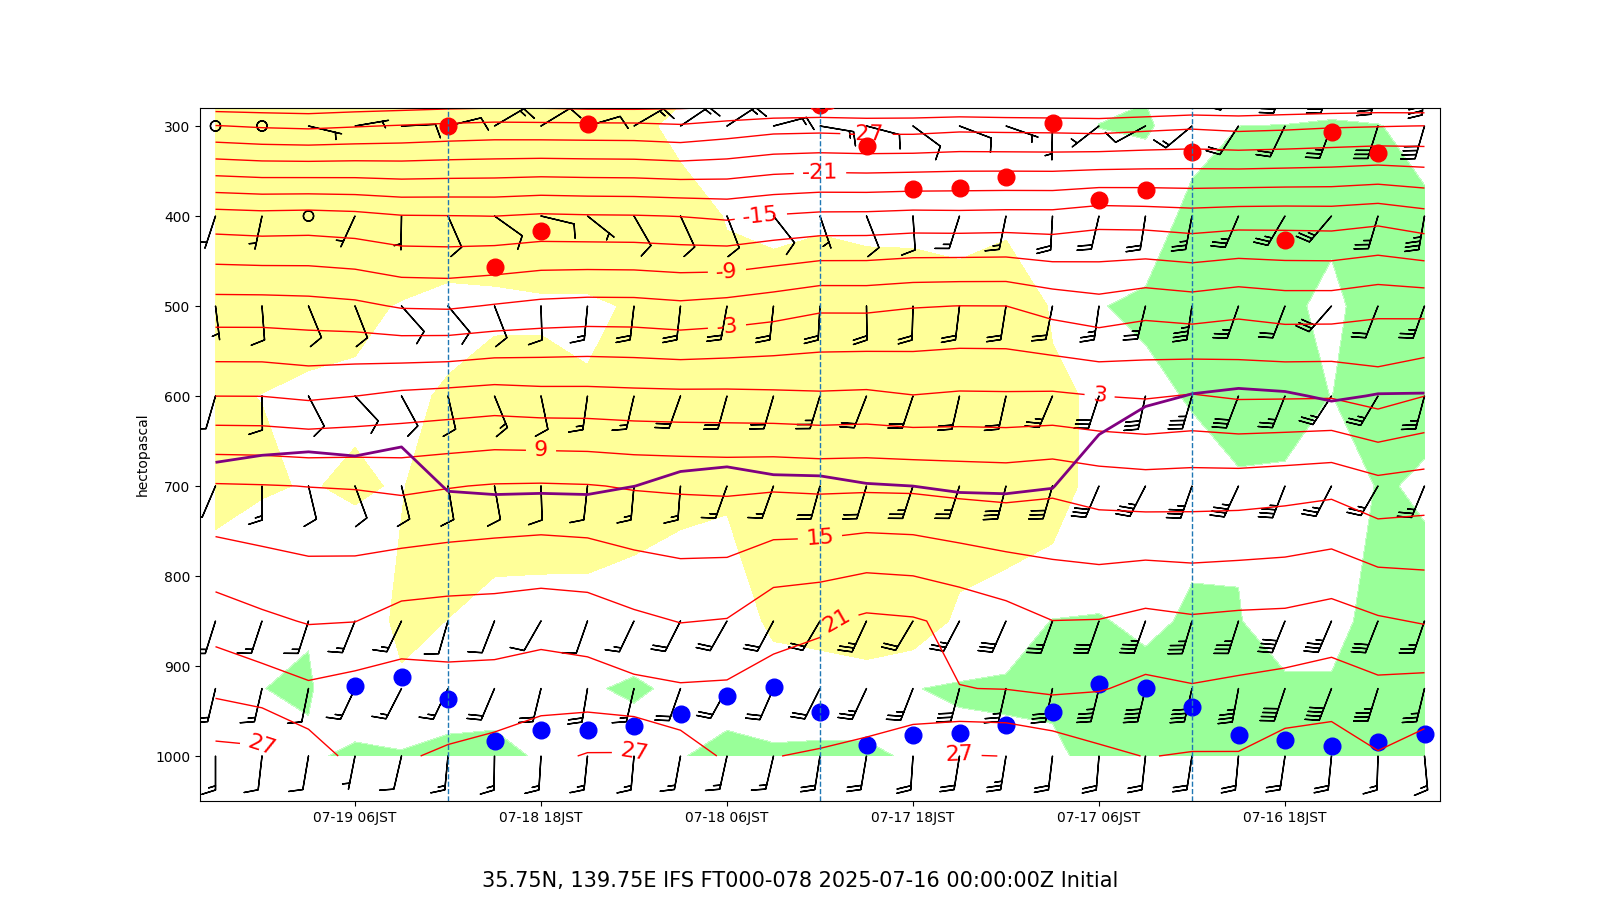 300
400
500
600
700
800
900
1000
hectopascal
27
-21
-15
-9
-3
3
9
15
21
27
27
27
07-19 06JST
07-18 18JST
07-18 06JST
07-17 18JST
07-17 06JST
07-16 18JST
35.75N, 139.75E IFS FT000-078 2025-07-16 00:00:00Z Initial